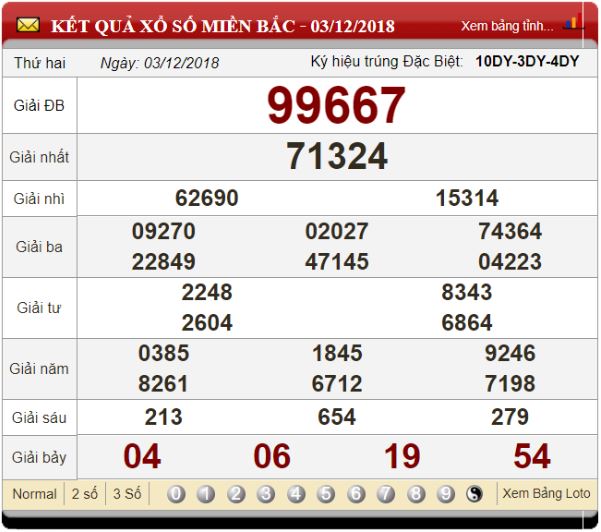 KẾT QUẢ XỔ SỐ MIỀN BẮC - 03/12/2018 Xem bảng tỉnh...
Thứ hai Ngày: 03/12/2018 Ký hiệu trúng Đặc Biệt: 10DY-3DY-4DY
Giải ĐB 99667
Giải nhất 71324
Giải nhì 62690 15314
Giải ba
09270 02027 74364
22849 47145 04223
Giải tư
2248 8343
2604 6864
Giải năm
0385 1845 9246
8261 6712 7198
Giải sáu 213 654 279
Giải bảy 04 06 19 54
Normal 2 số 3 Số 0 1 2 3 4 5 6 7 8 9 Xem Bảng Loto